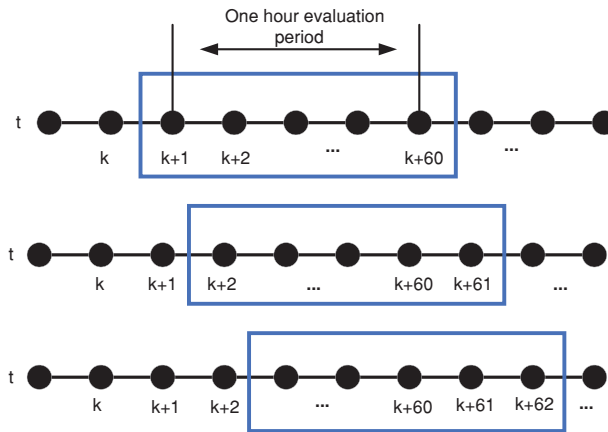 One hour evaluation
period
t
k k+1 k+2 ... k+60 ...
t
k k+1 k+2 ... k+60 k+61 ...
t
k k+1 k+2 ... k+60 k+61 k+62 ...